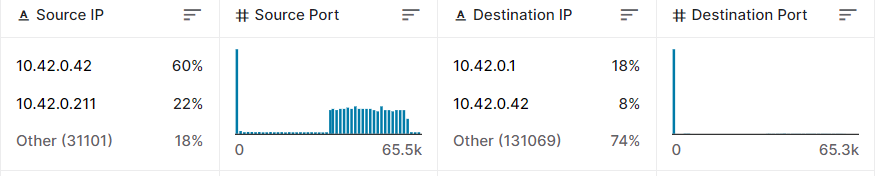 A Source IP
# Source Port
A Destination IP
# Destination Port
10.42.0.42 60%
10.42.0.211 22%
Other (31101) 18%
0 65.5k
10.42.0.1 18%
10.42.0.42 8%
Other (131069) 74%
0 65.3k